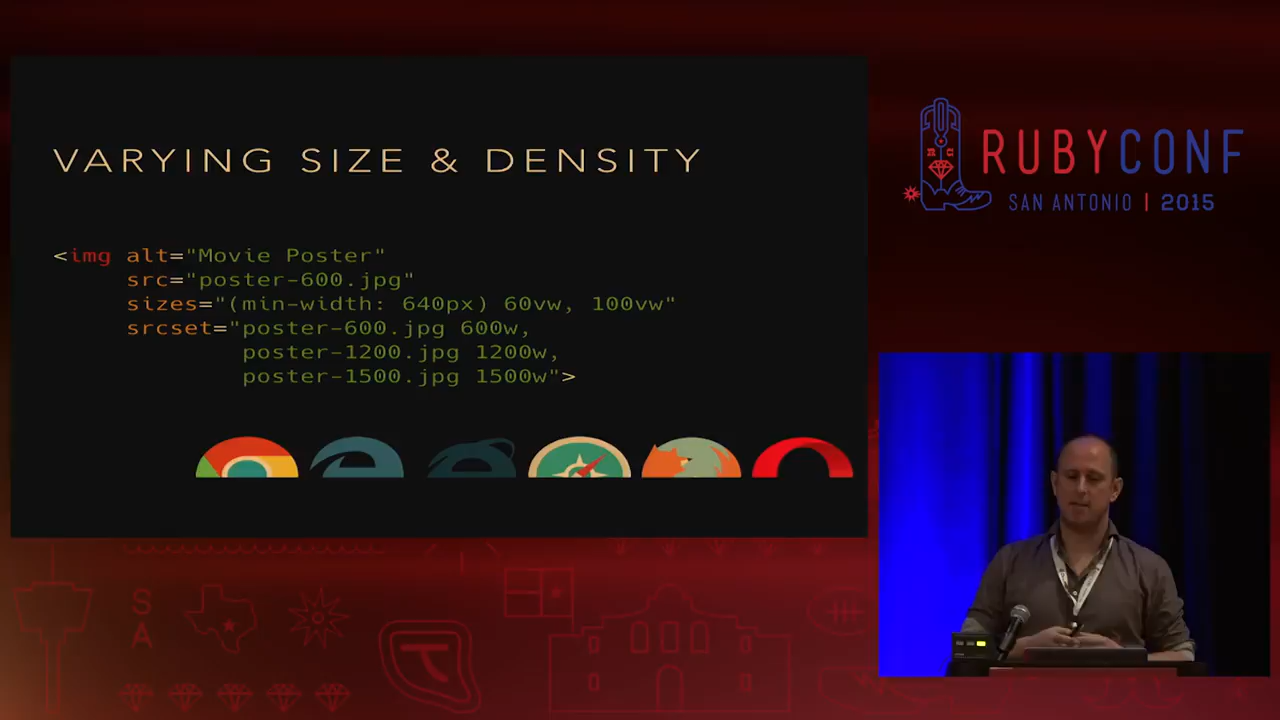 VARYING SIZE & DENSITY
<img alt="Movie Poster"
src="poster-600.jpg"
sizes="(min-width: 640px) 60vw, 100vw"
srcset="poster-600.jpg 600w,
poster-1200.jpg 1200w,
poster-1500.jpg 1500w">
RUBYCONF
SAN ANTONIO | 2015
S
A